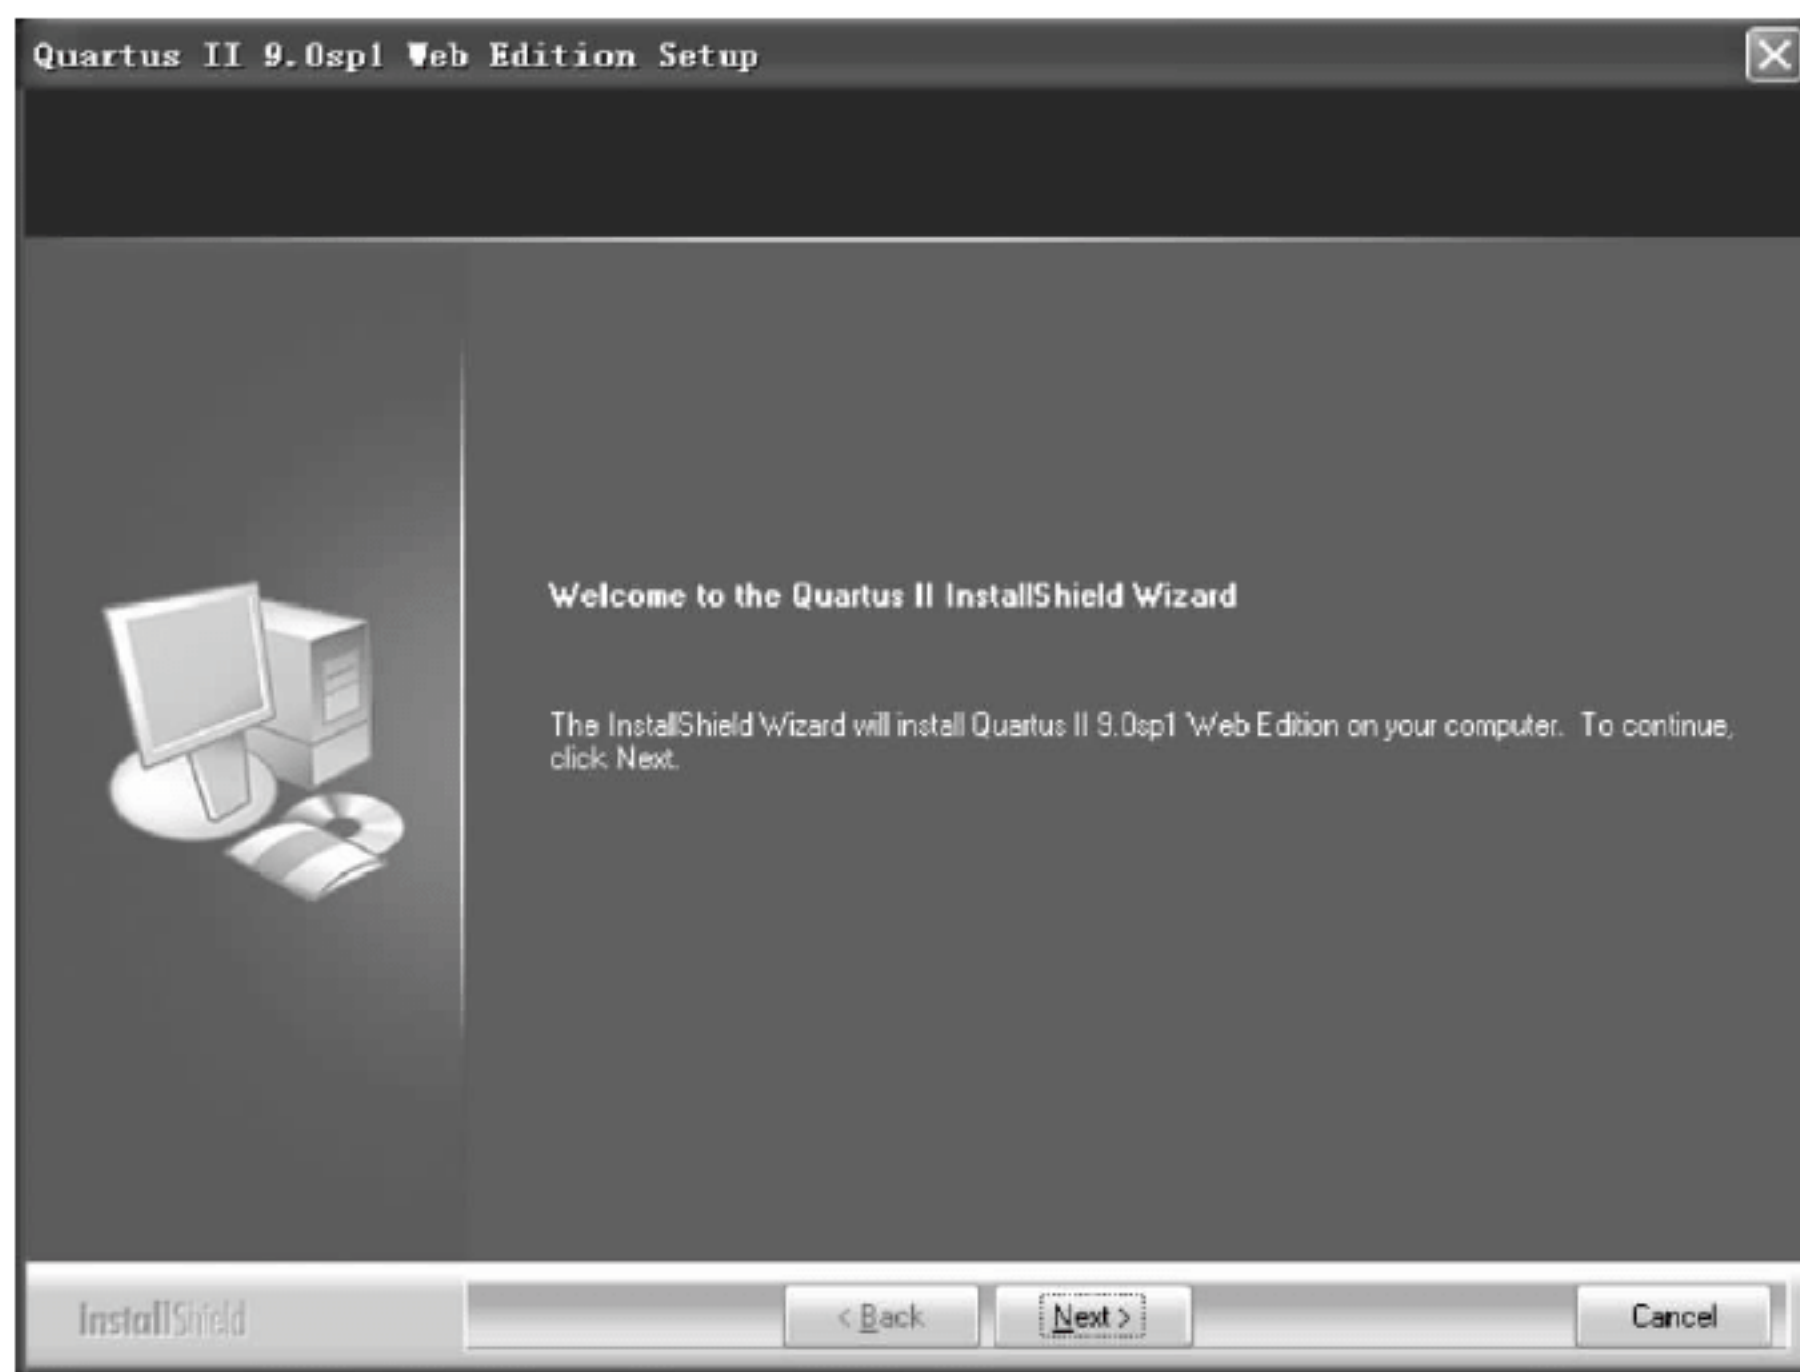 Quartus II 9.0sp1 Web Edition Setup
Welcome to the Quartus II InstallShield Wizard
The InstallShield Wizard will install Quartus II 9.0sp1 Web Edition on your computer. To continue,
click Next.
InstallShield
< Back
Next >
Cancel